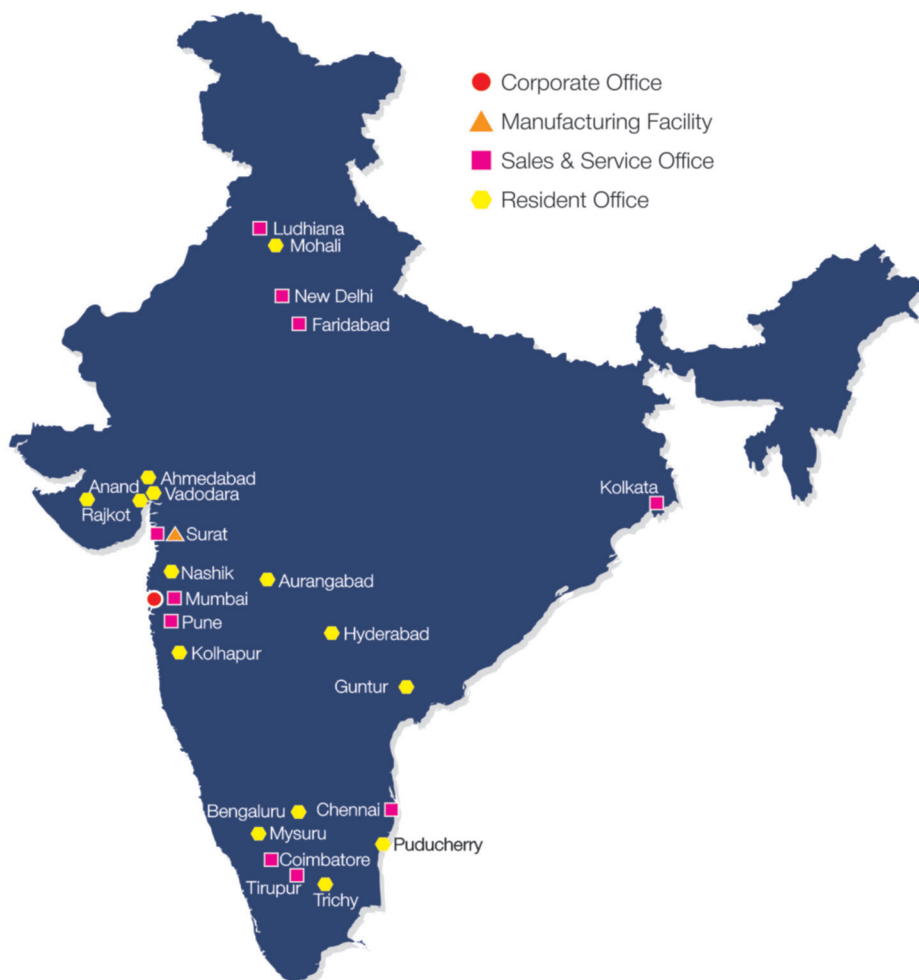 Corporate Office
Manufacturing Facility
Sales & Service Office
Resident Office
Ludhiana
Mohali
New Delhi
Faridabad
Ahmedabad
Anand
Vadodara
Rajkot
Kolkata
Surat
Nashik
Aurangabad
Mumbai
Pune
Hyderabad
Kolhapur
Guntur
Bengaluru
Chennai
Mysuru
Puducherry
Coimbatore
Tirupur
Trichy